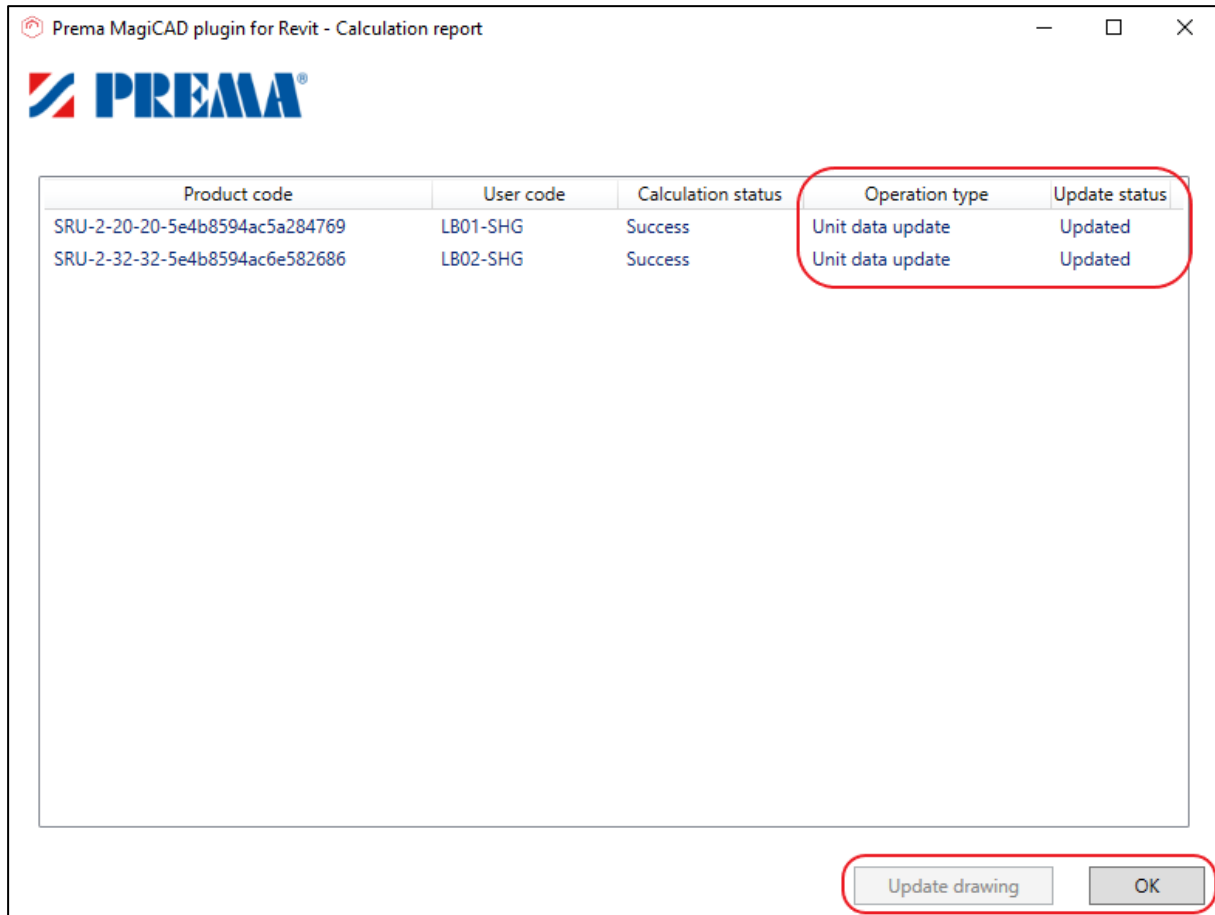 Prema MagiCAD plugin for Revit - Calculation report
PREMA®
Product code User code Calculation status Operation type Update status
SRU-2-20-20-5e4b8594ac5a284769 LB01-SHG Success Unit data update Updated
SRU-2-32-32-5e4b8594ac6e582686 LB02-SHG Success Unit data update Updated
Update drawing OK